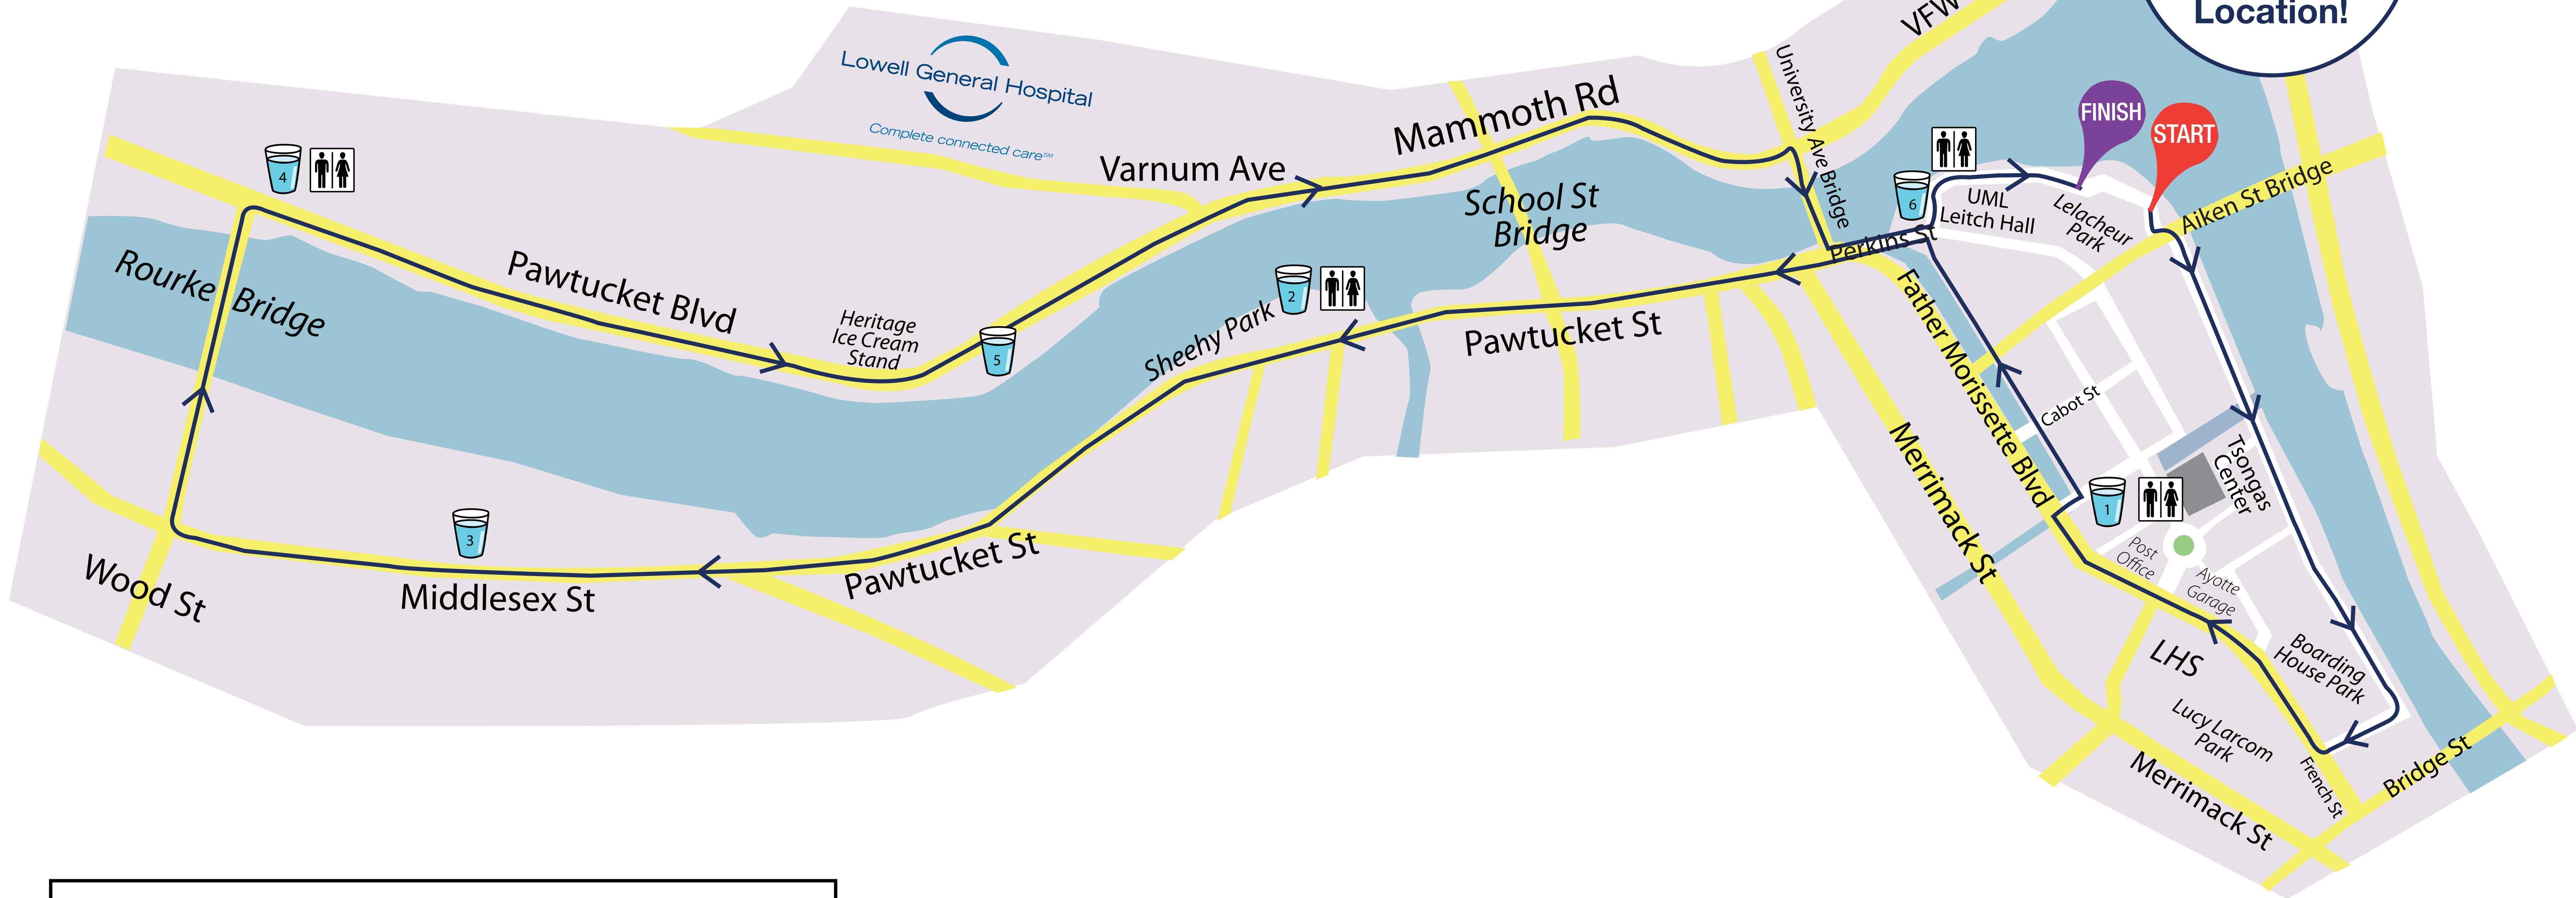 Location!
VFW
Lowell General Hospital
Complete connected care℠
University Ave Bridge
Mammoth Rd
Varnum Ave
FINISH
START
Aiken St Bridge
4
6
UML
Leitch Hall
Lelacheur
Park
School St
Bridge
Perkins St
Rourke Bridge
Pawtucket Blvd
Heritage
Ice Cream
Stand
5
Sheehy Park
2
Pawtucket St
Father Morissette Blvd
Cabot St
Tsongas
Center
1
Merrimack St
Post
Office
Ayotte
Garage
3
Wood St
Middlesex St
Pawtucket St
LHS
Boarding
House Park
Lucy Larcom
Park
French St
Bridge St
Merrimack St